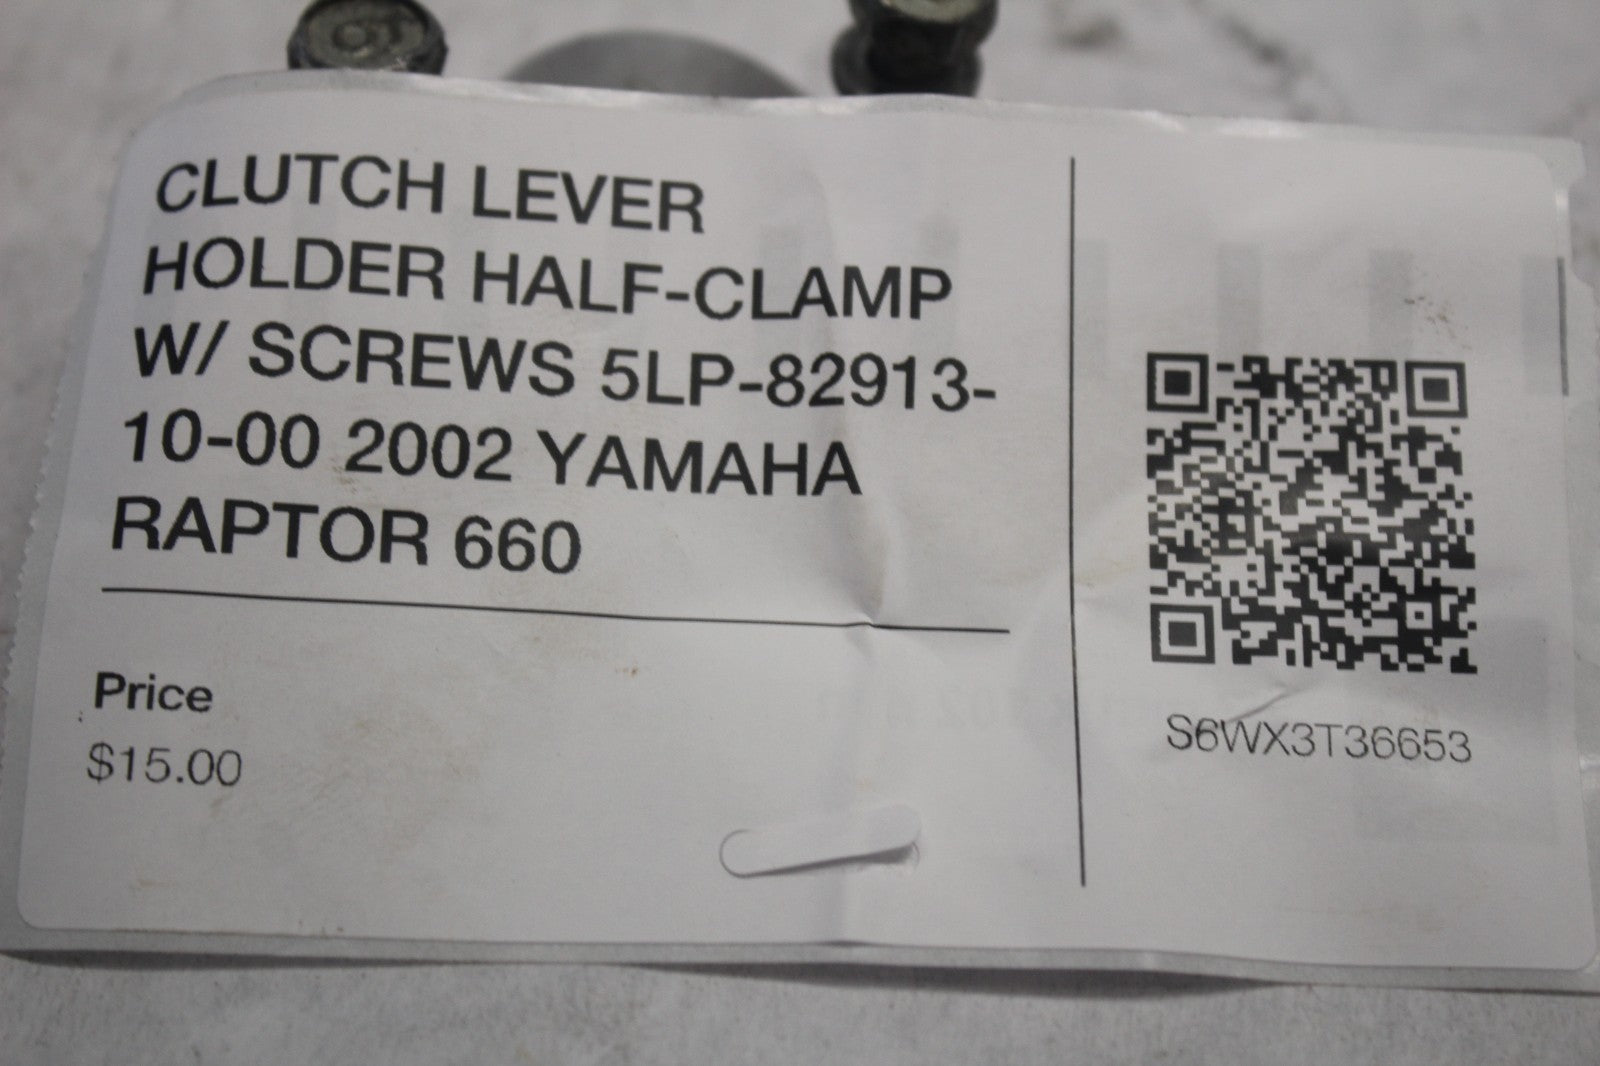 CLUTCH LEVER
HOLDER HALF-CLAMP
W/ SCREWS 5LP-82913-
10-00 2002 YAMAHA
RAPTOR 660
Price
$15.00
S6WX3T36653